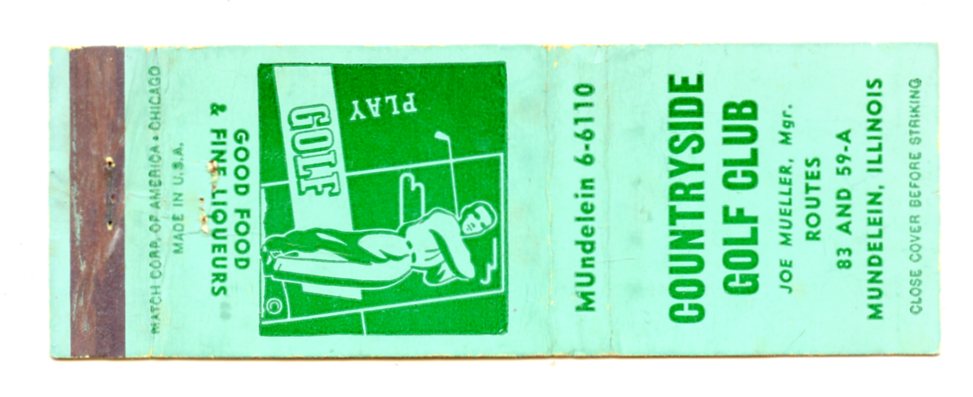 MATCH CORP. OF AMERICA • CHICAGO
MADE IN U.S.A.
GOOD FOOD
& FINE LIQUEURS
PLAY
GOLF
MUndelein 6-6110
COUNTRYSIDE
GOLF CLUB
JOE MUELLER, Mgr.
ROUTES
83 AND 59-A
MUNDELEIN, ILLINOIS
CLOSE COVER BEFORE STRIKING